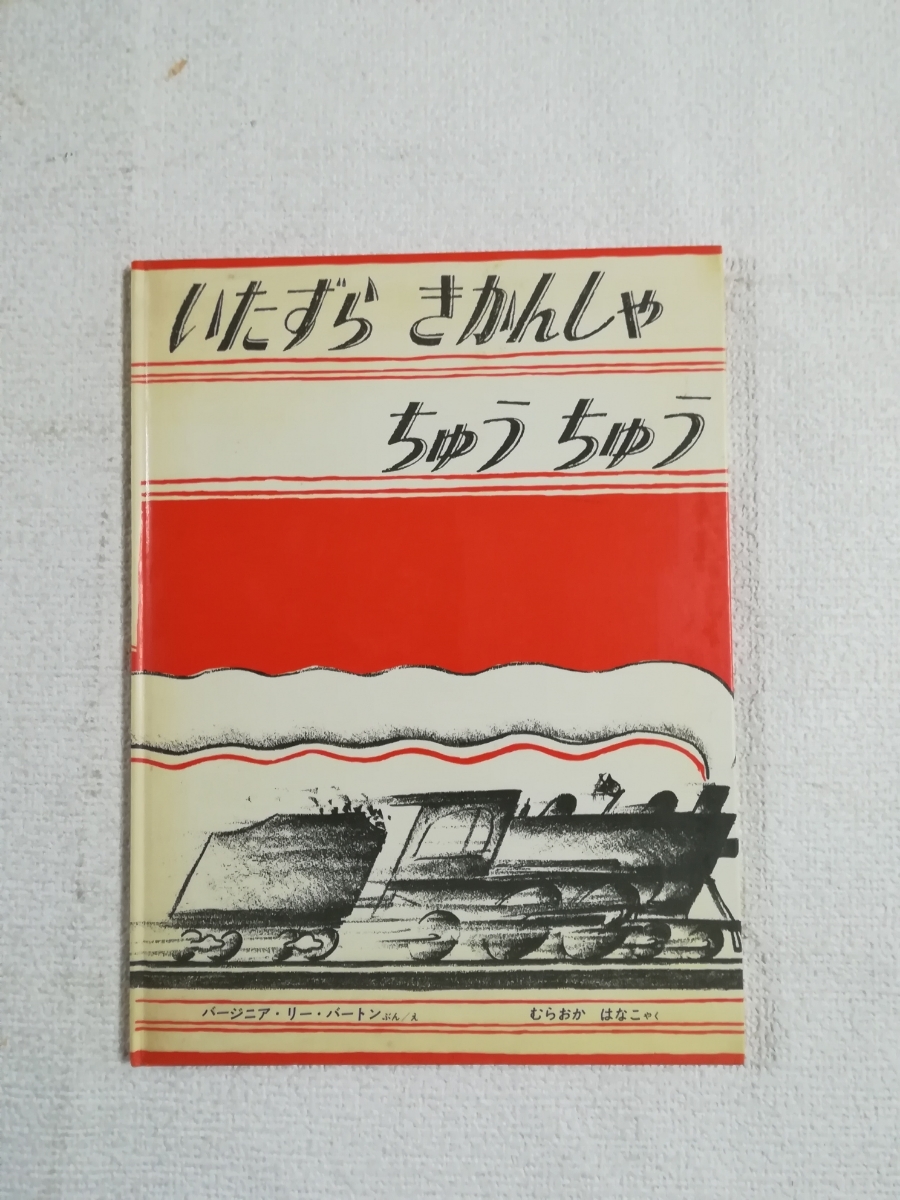 いたずら きかんしゃ
ちゅう ちゅう
バージニア・リー・バートン ぶん/え むらおか はなこ やく